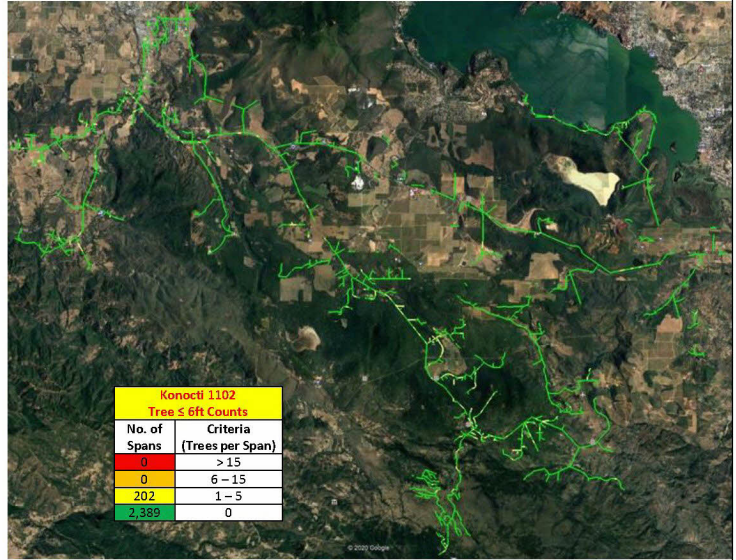 Konocti 1102
Tree ≤ 6ft Counts
No. of Spans Criteria (Trees per Span)
0 > 15
0 6 – 15
202 1 – 5
2,389 0
© 2020 Google